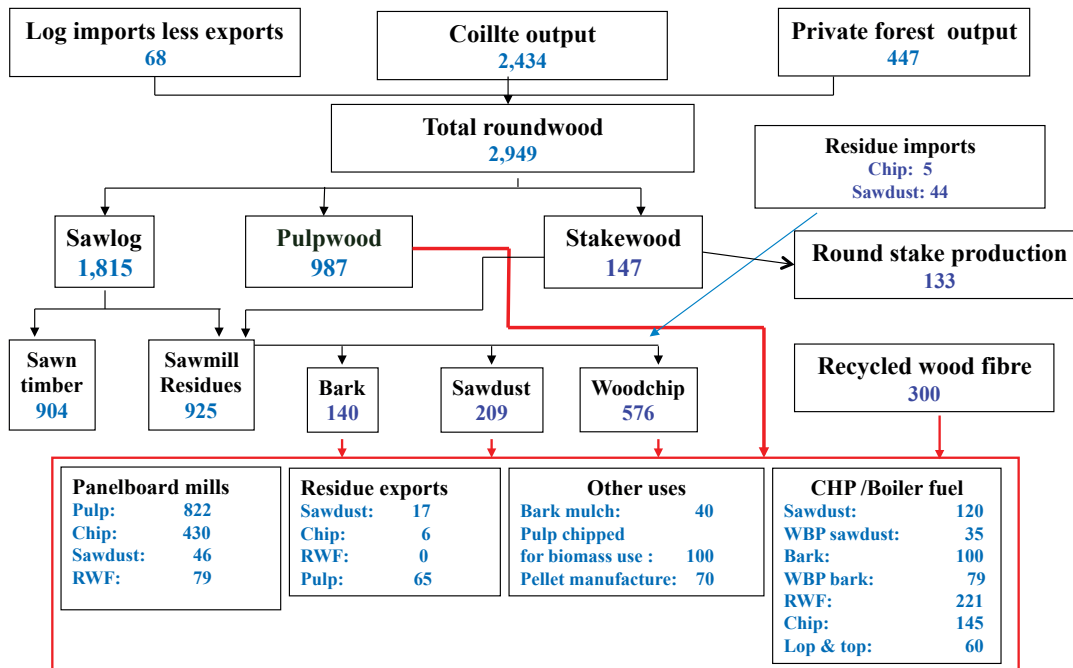 Log imports less exports
68
Coillte output
2,434
Private forest output
447
Total roundwood
2,949
Residue imports
Chip: 5
Sawdust: 44
Sawlog
1,815
Pulpwood
987
Stakewood
147
Round stake production
133
Sawn
timber
904
Sawmill
Residues
925
Bark
140
Sawdust
209
Woodchip
576
Recycled wood fibre
300
Panelboard mills
Pulp: 822
Chip: 430
Sawdust: 46
RWF: 79
Residue exports
Sawdust: 17
Chip: 6
RWF: 0
Pulp: 65
Other uses
Bark mulch: 40
Pulp chipped
for biomass use : 100
Pellet manufacture: 70
CHP /Boiler fuel
Sawdust: 120
WBP sawdust: 35
Bark: 100
WBP bark: 79
RWF: 221
Chip: 145
Lop & top: 60